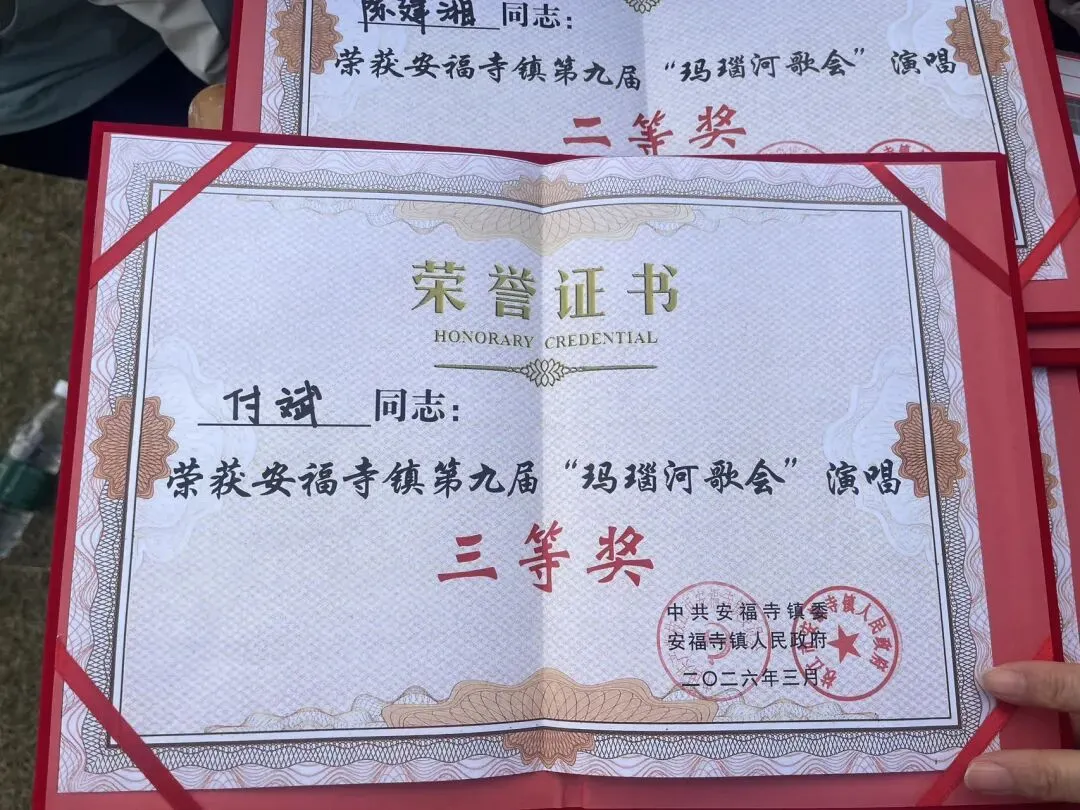 陈建湘 同志：
荣获安福寺镇第九届“玛瑙河歌会”演唱
二等奖
荣誉证书
HONORARY CREDENTIAL
付斌 同志：
荣获安福寺镇第九届“玛瑙河歌会”演唱
三等奖
中共安福寺镇委
安福寺镇人民政府
二〇二六年三月